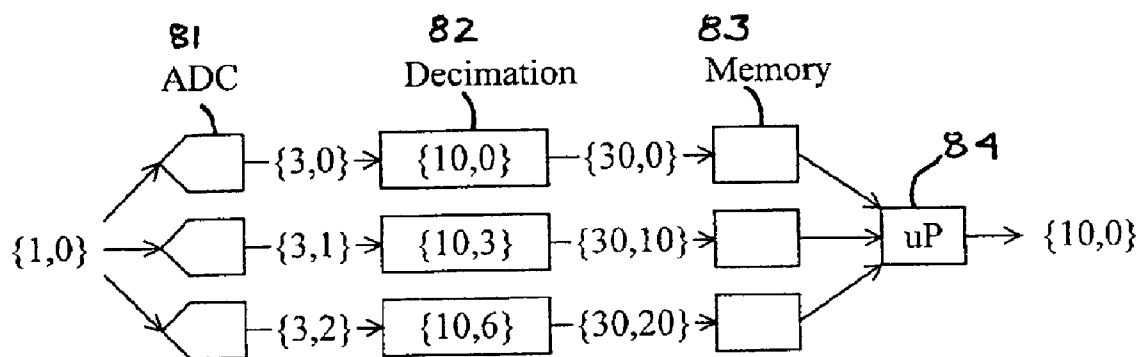 81 82 83
ADC Decimation Memory
84
{3,0} {10,0} {30,0}
{1,0} {3,1} {10,3} {30,10} uP {10,0}
{3,2} {10,6} {30,20}